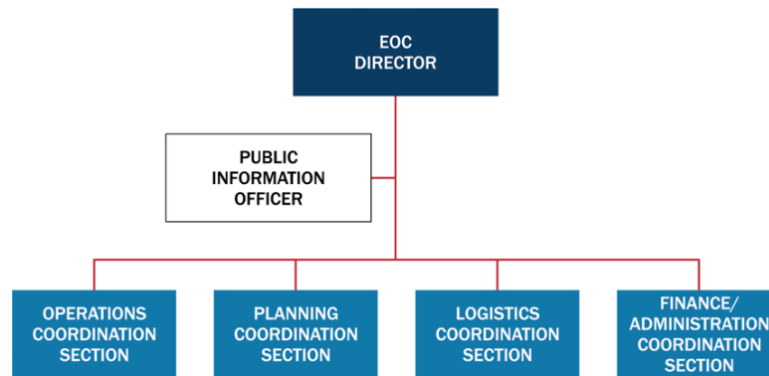 EOC
DIRECTOR
PUBLIC
INFORMATION
OFFICER
OPERATIONS
COORDINATION
SECTION
PLANNING
COORDINATION
SECTION
LOGISTICS
COORDINATION
SECTION
FINANCE/
ADMINISTRATION
COORDINATION
SECTION